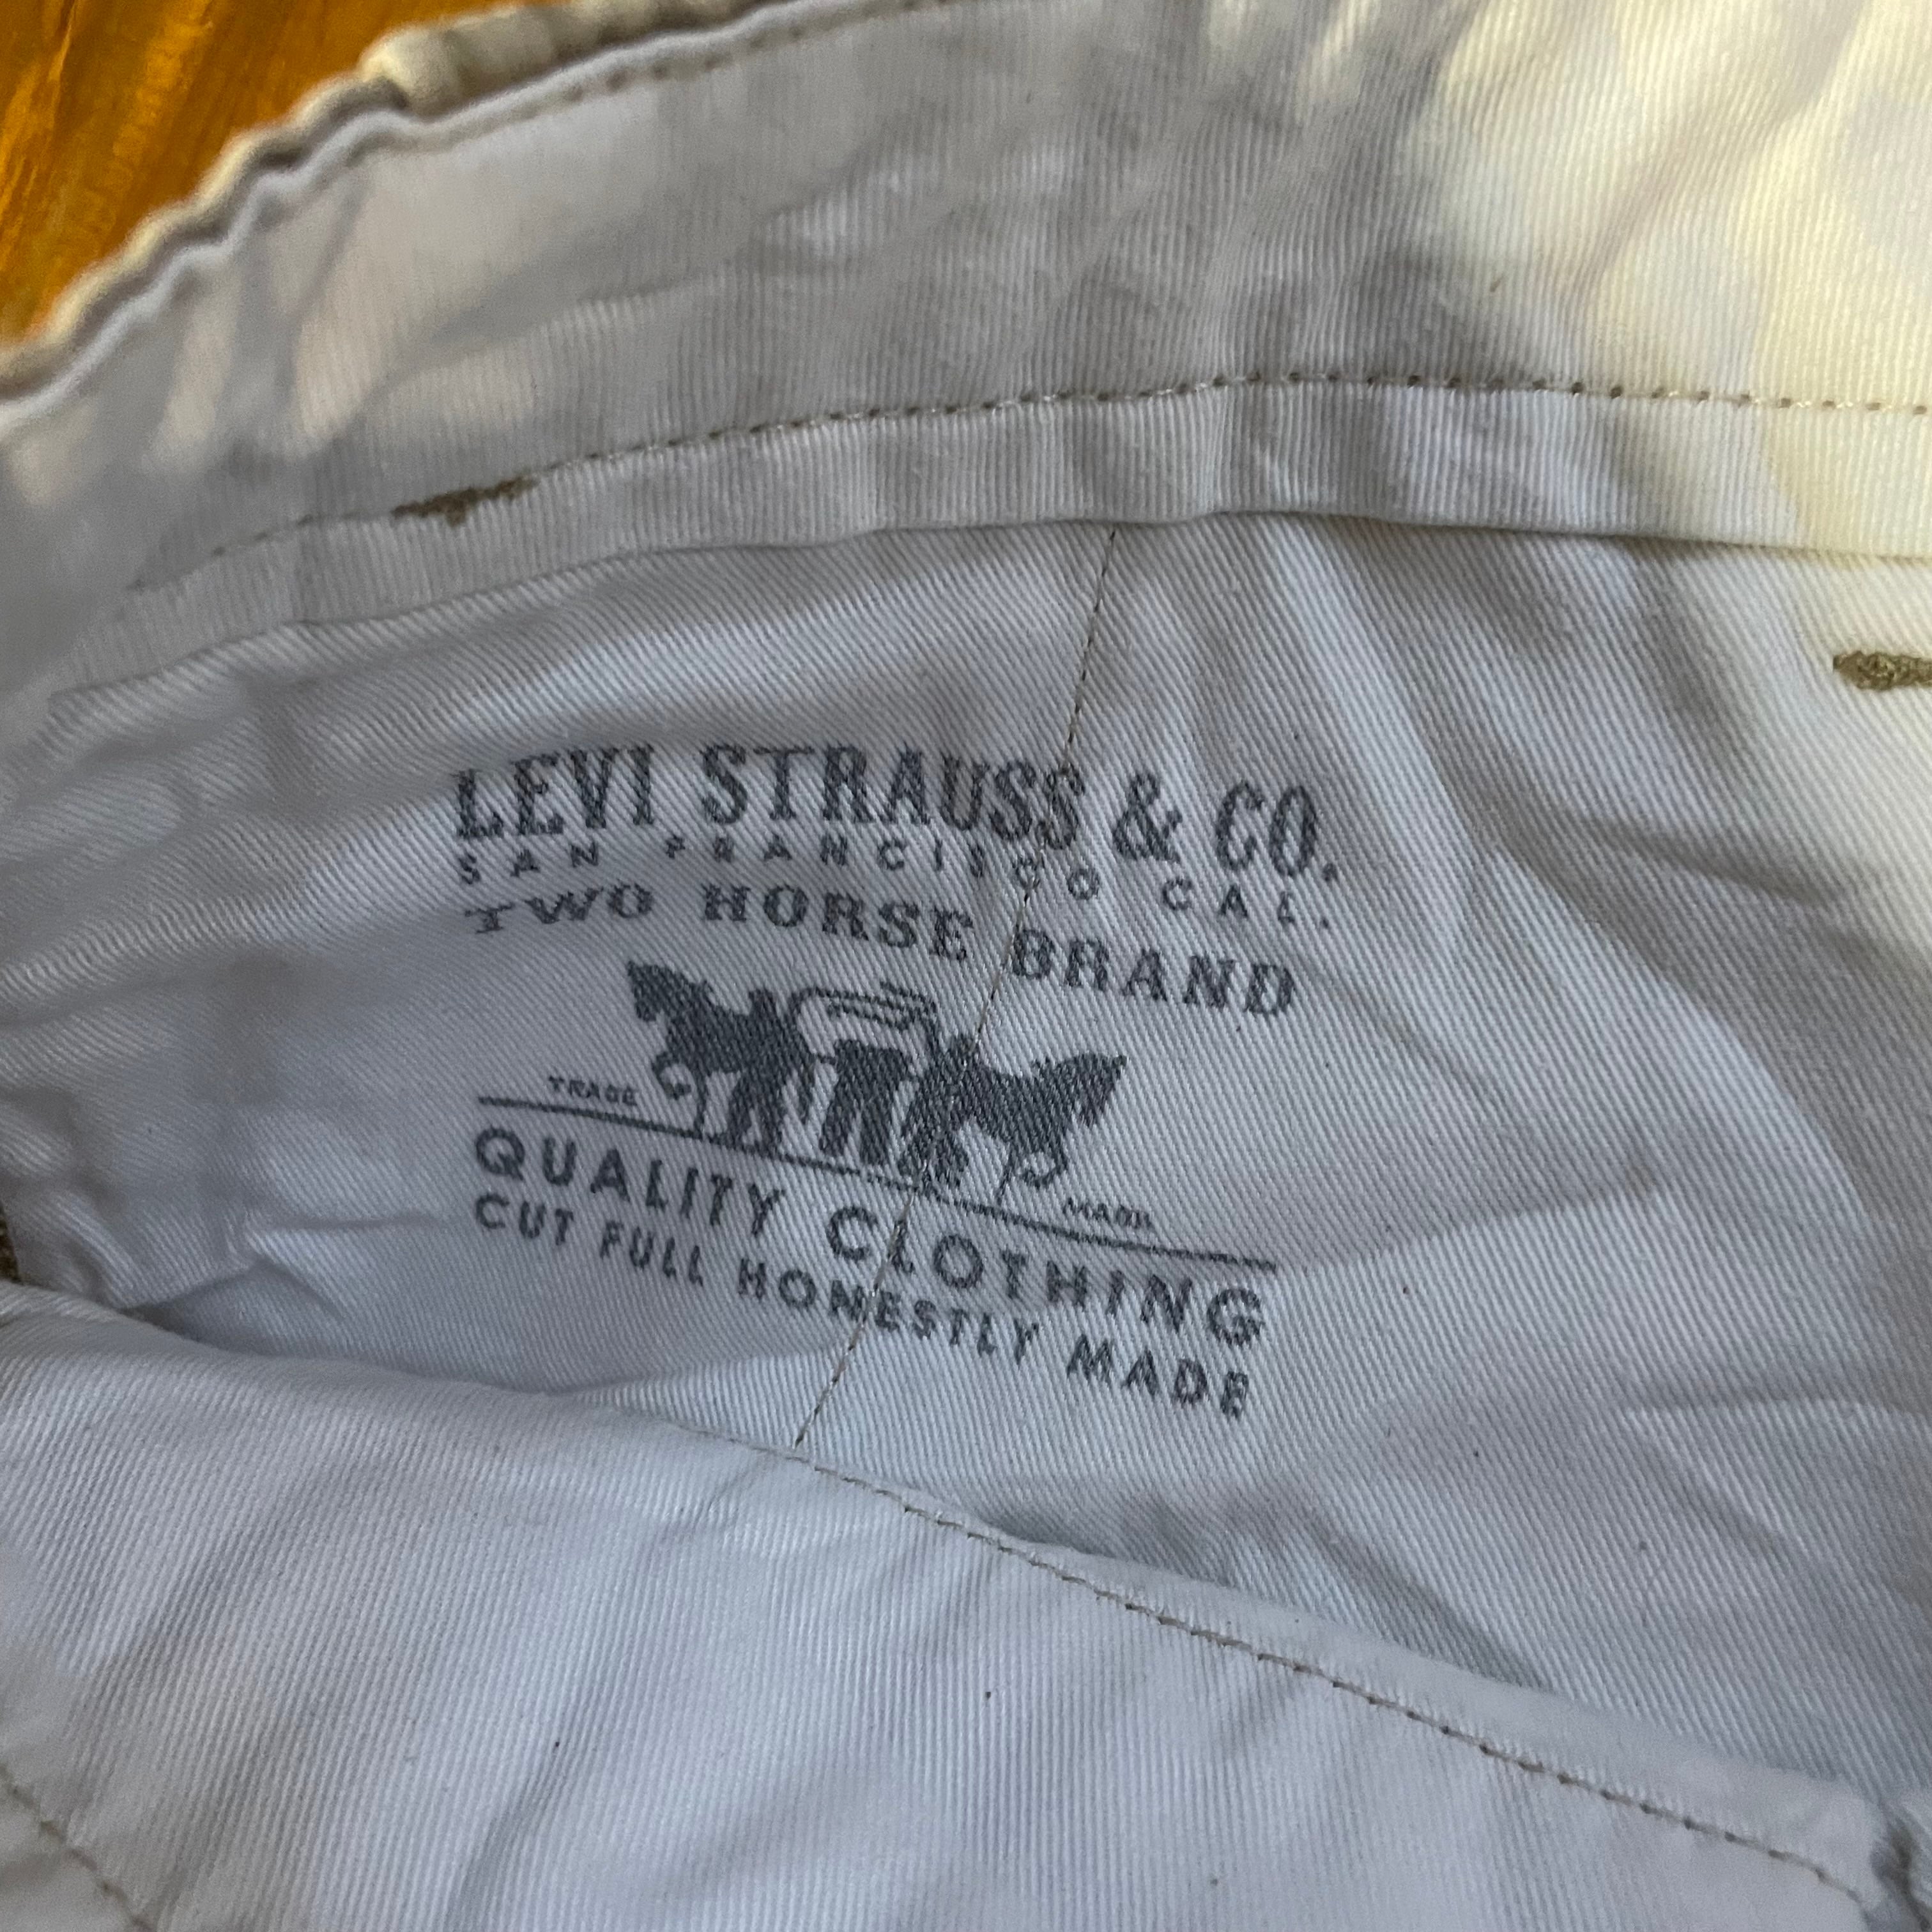 LEVI STRAUSS & CO.
SAN FRANCISCO CAL.
TWO HORSE BRAND
TRADE MARK
QUALITY CLOTHING
CUT FULL HONESTLY MADE